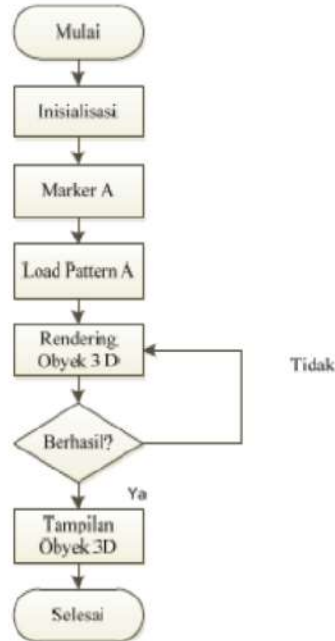 Mulai
Inisialisasi
Marker A
Load Pattern A
Rendering
Obyek 3 D
Tidak
Berhasil?
Ya
Tampilan
Obyek 3D
Selesai